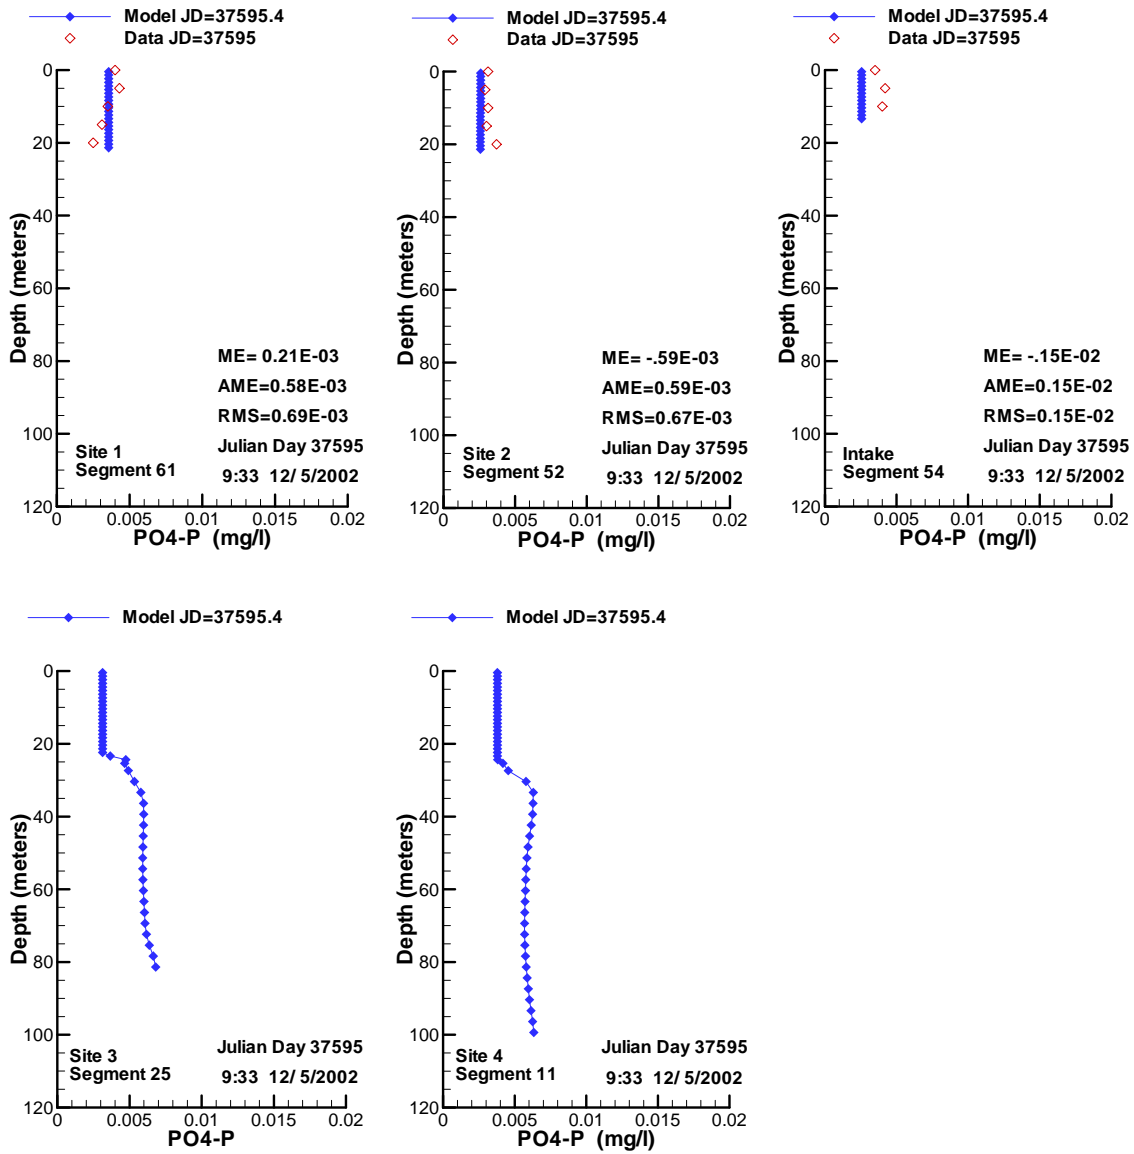 Model JD=37595.4
Data JD=37595
0
20
40
60
80
100
120
Depth (meters)
ME= 0.21E-03
AME=0.58E-03
RMS=0.69E-03
Site 1
Segment 61
Julian Day 37595
9:33 12/ 5/2002
0
0.005
0.01
0.015
0.02
PO4-P (mg/l)
Model JD=37595.4
Data JD=37595
0
20
40
60
80
100
120
Depth (meters)
ME= -.59E-03
AME=0.59E-03
RMS=0.67E-03
Site 2
Segment 52
Julian Day 37595
9:33 12/ 5/2002
0
0.005
0.01
0.015
0.02
PO4-P (mg/l)
Model JD=37595.4
Data JD=37595
0
20
40
60
80
100
120
Depth (meters)
ME= -.15E-02
AME=0.15E-02
RMS=0.15E-02
Intake
Segment 54
Julian Day 37595
9:33 12/ 5/2002
0
0.005
0.01
0.015
0.02
PO4-P (mg/l)
Model JD=37595.4
0
20
40
60
80
100
120
Depth (meters)
Site 3
Segment 25
Julian Day 37595
9:33 12/ 5/2002
0
0.005
0.01
0.015
0.02
PO4-P
Model JD=37595.4
0
20
40
60
80
100
120
Depth (meters)
Site 4
Segment 11
Julian Day 37595
9:33 12/ 5/2002
0
0.005
0.01
0.015
0.02
PO4-P (mg/l)